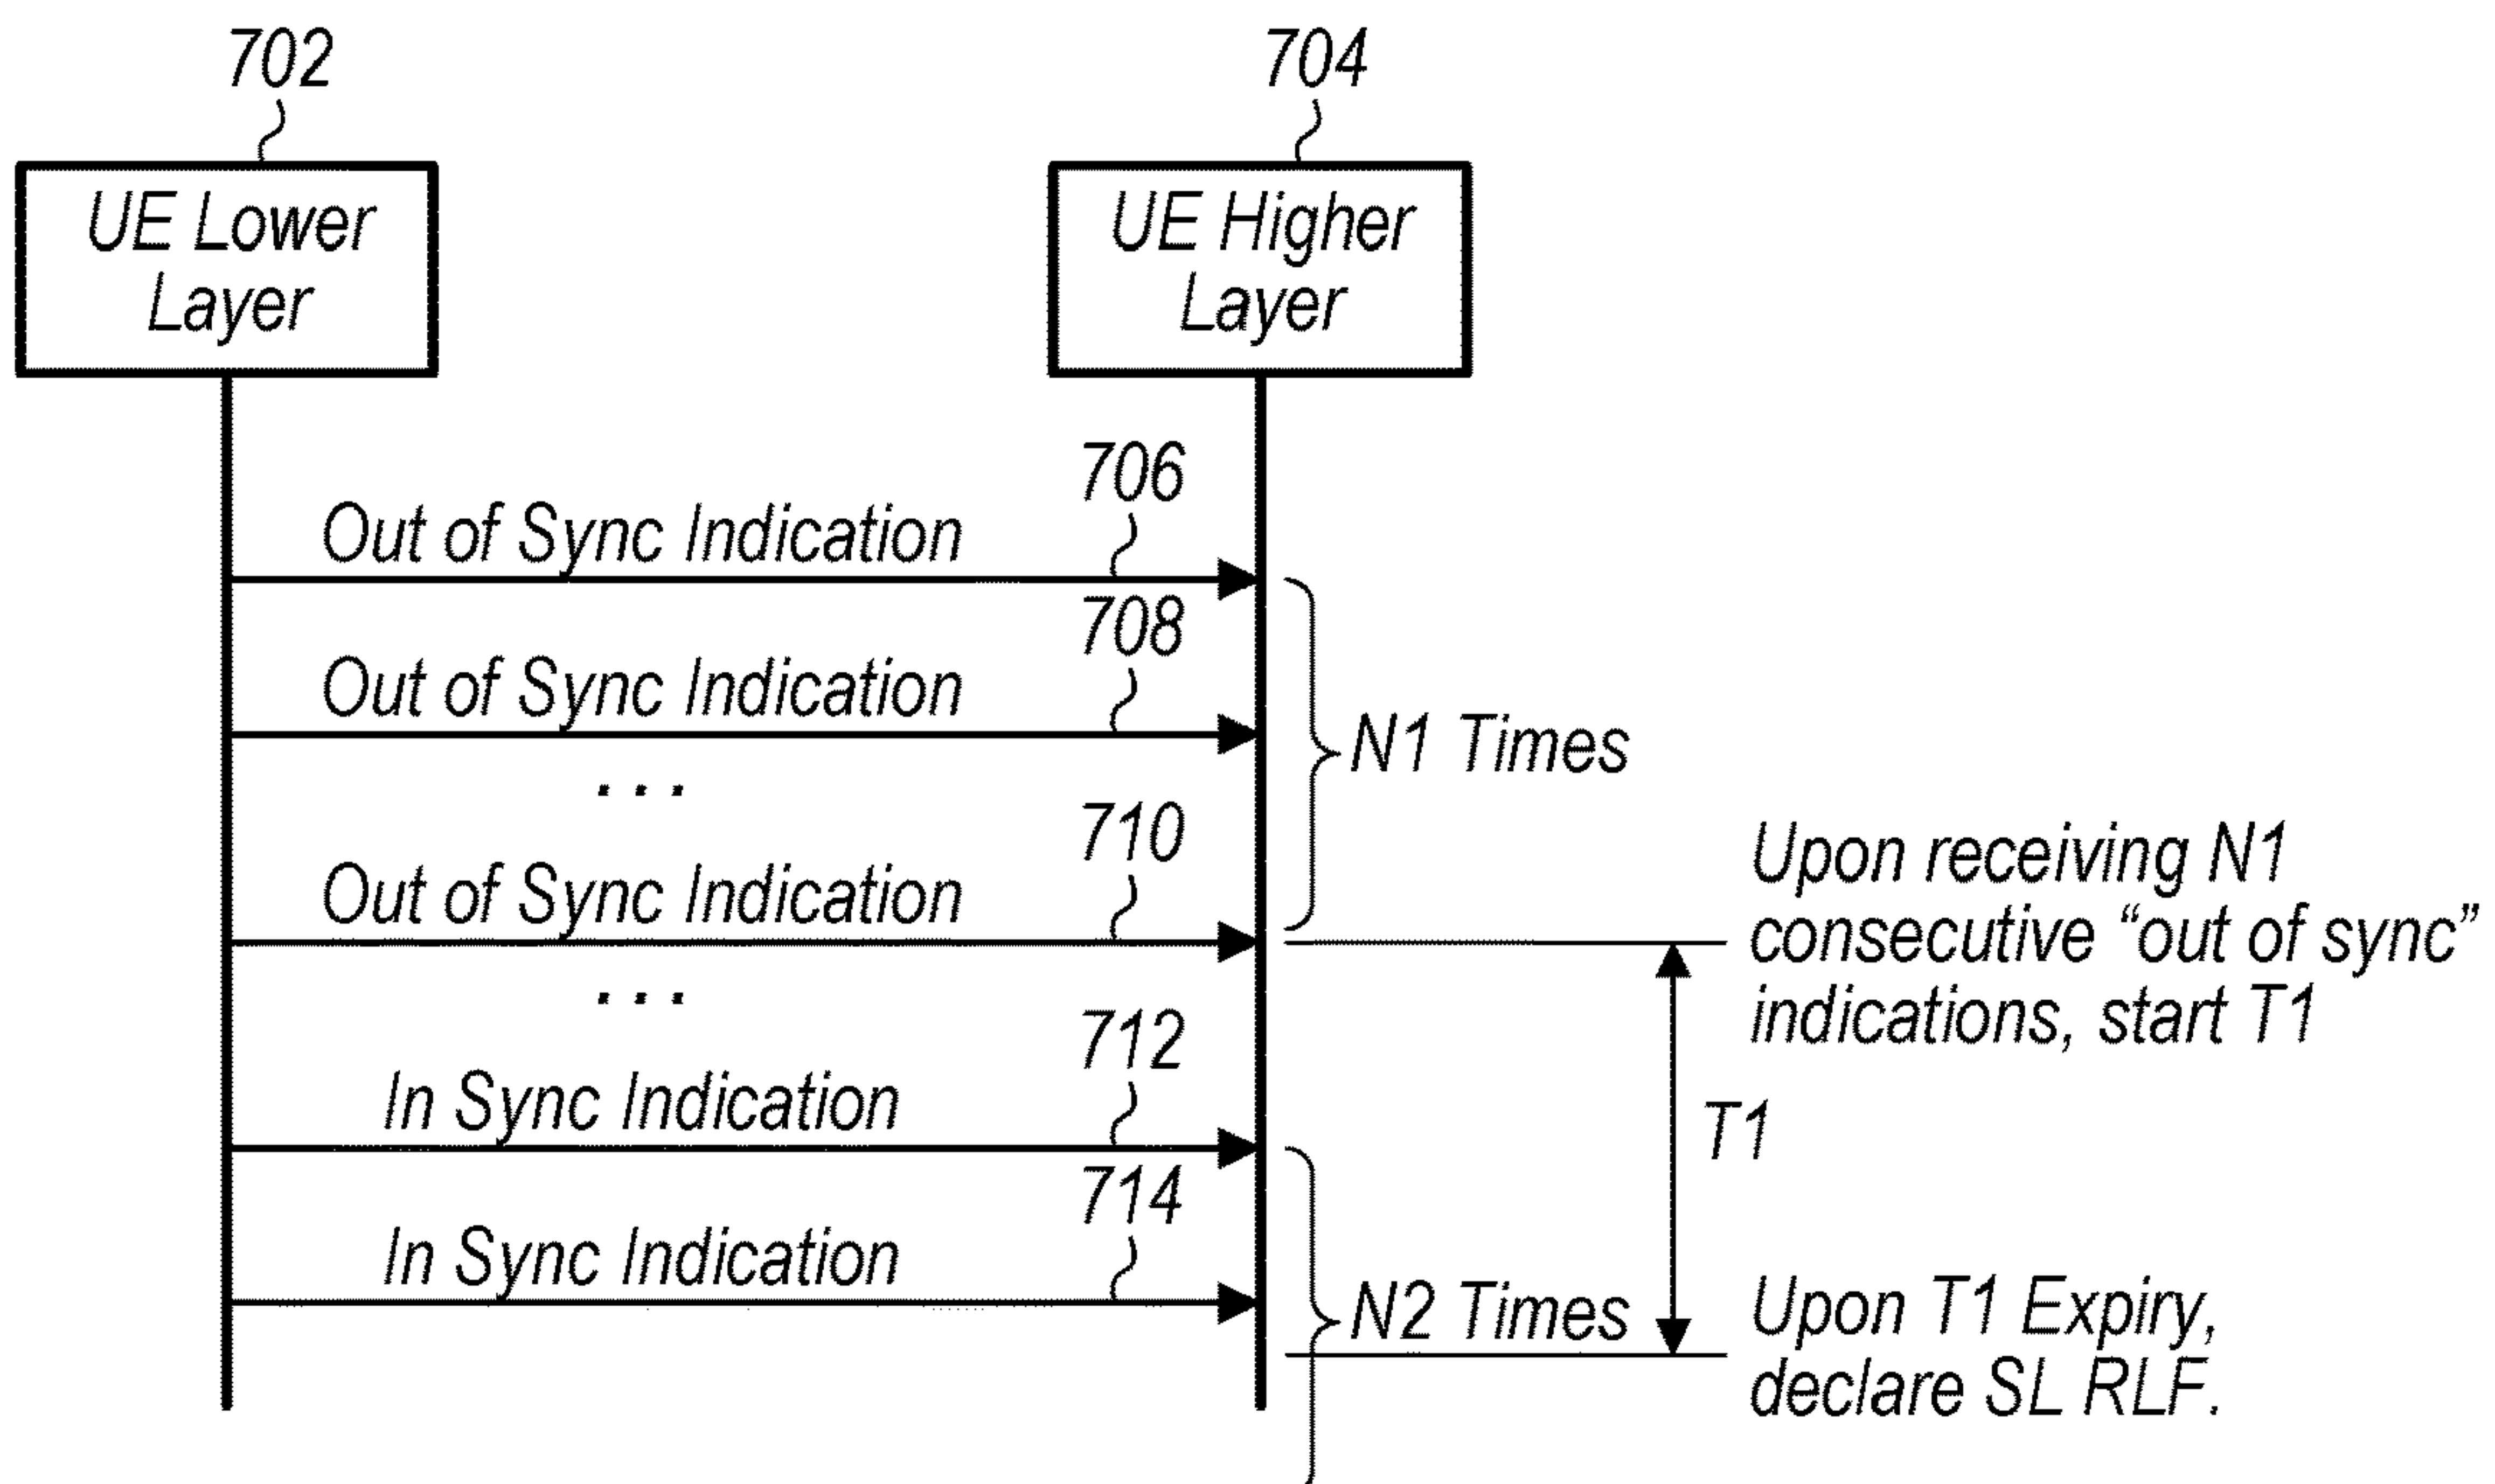 702
704
UE Lower
Layer
UE Higher
Layer
706
Out of Sync Indication
708
Out of Sync Indication
N1 Times
. . .
710
Out of Sync Indication
Upon receiving N1
consecutive “out of sync”
indications, start T1
. . .
712
In Sync Indication
T1
714
In Sync Indication
N2 Times
Upon T1 Expiry,
declare SL RLF.